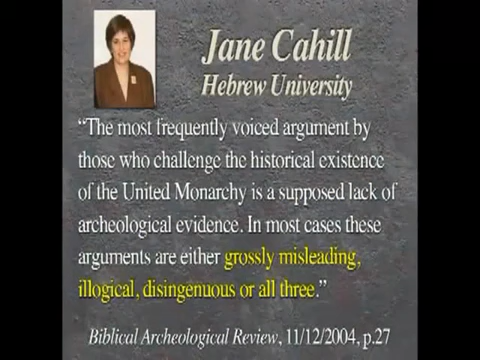 Jane Cahill
Hebrew University
“The most frequently voiced argument by
those who challenge the historical existence
of the United Monarchy is a supposed lack of
archeological evidence. In most cases these
arguments are either grossly misleading,
illogical, disingenuous or all three.”
Biblical Archeological Review, 11/12/2004, p.27